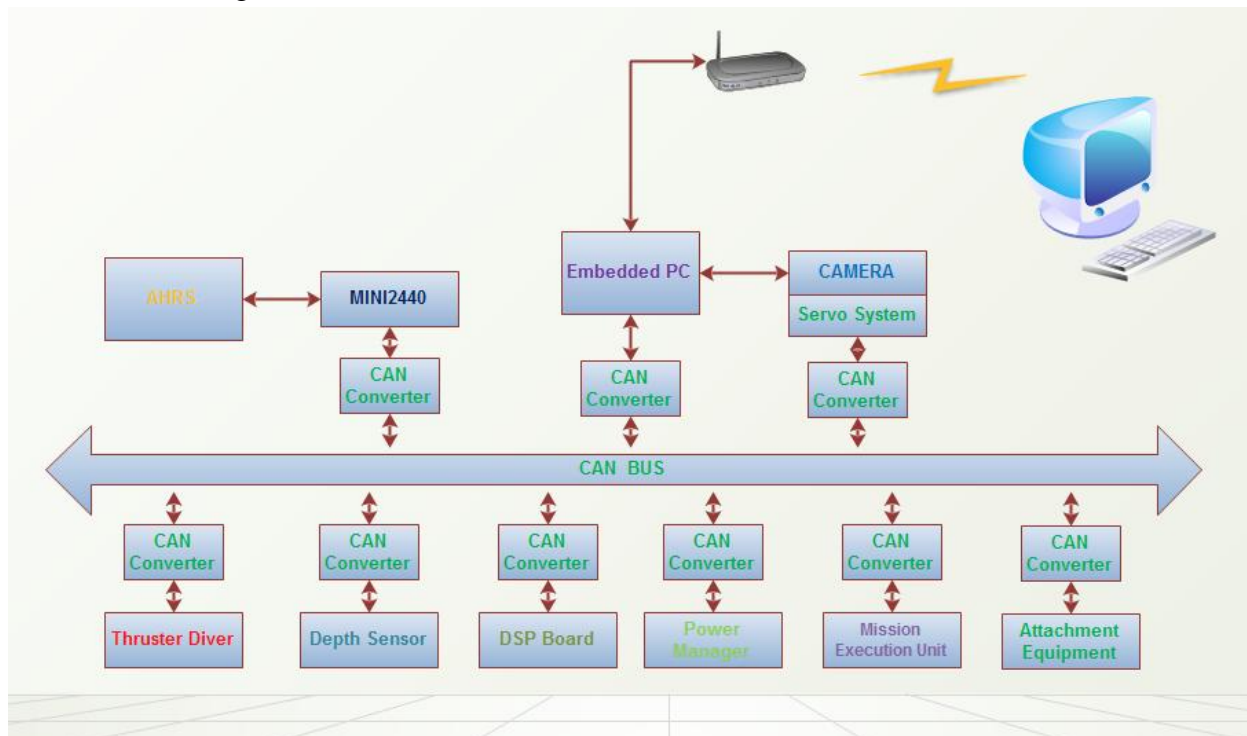 Embedded PC
CAMERA
Servo System
AHRS
MINI2440
CAN
Converter
CAN
Converter
CAN
Converter
CAN BUS
CAN
Converter
CAN
Converter
CAN
Converter
CAN
Converter
CAN
Converter
CAN
Converter
Thruster Diver
Depth Sensor
DSP Board
Power
Manager
Mission
Execution Unit
Attachment
Equipment